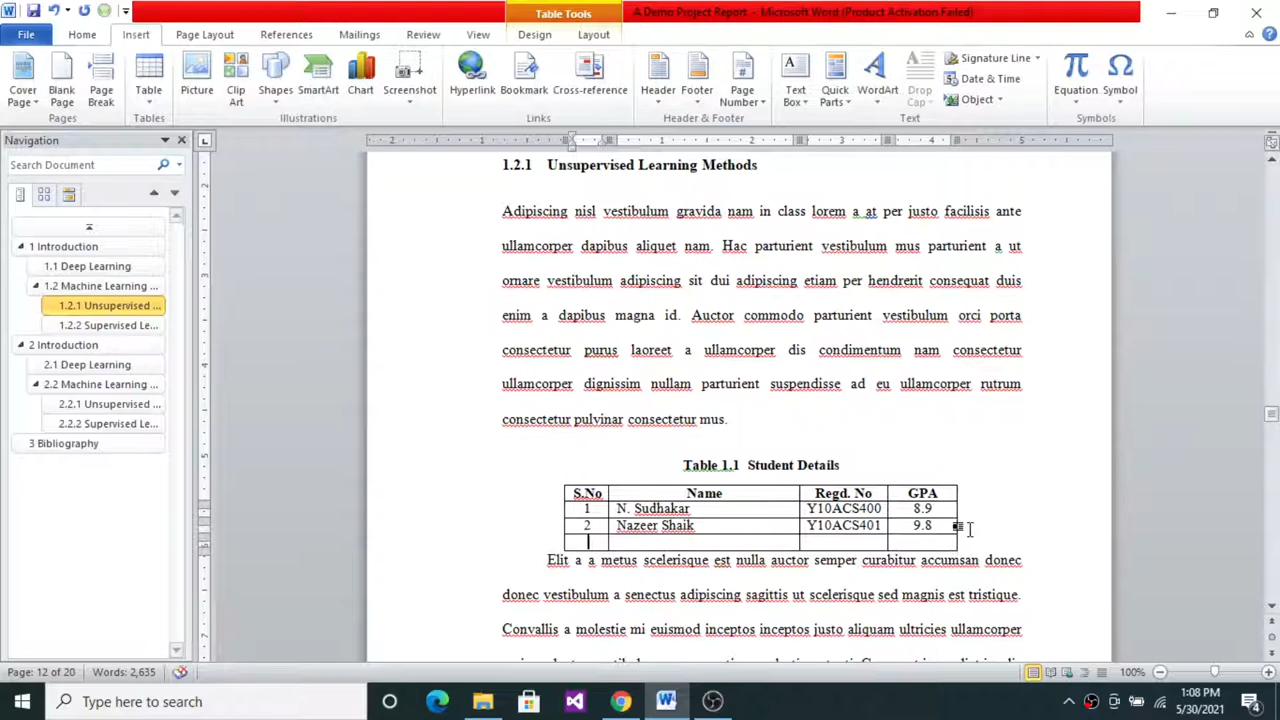 Table Tools
A Demo Project Report - Microsoft Word (Product Activation Failed)
File Home Insert Page Layout References Mailings Review View Design Layout
Cover Page
Blank Page
Page Break
Table
Picture
Clip Art
Shapes
SmartArt
Chart
Screenshot
Hyperlink
Bookmark
Cross-reference
Header
Footer
Page Number
Text Box
Quick Parts
WordArt
Drop Cap
Signature Line
Date & Time
Object
Equation
Symbol
Pages Tables Illustrations Links Header & Footer Text Symbols
Navigation
Search Document
1 Introduction
1.1 Deep Learning
1.2 Machine Learning ...
1.2.1 Unsupervised ...
1.2.2 Supervised Le...
2 Introduction
2.1 Deep Learning
2.2 Machine Learning ...
2.2.1 Unsupervised ...
2.2.2 Supervised Le...
3 Bibliography
1.2.1 Unsupervised Learning Methods
Adipiscing nisl vestibulum gravida nam in class lorem a at per justo facilisis ante
ullamcorper dapibus aliquet nam. Hac parturient vestibulum mus parturient a ut
ornare vestibulum adipiscing sit dui adipiscing etiam per hendrerit consequat duis
enim a dapibus magna id. Auctor commodo parturient vestibulum orci porta
consectetur purus laoreet a ullamcorper dis condimentum nam consectetur
ullamcorper dignissim nullam parturient suspendisse ad eu ullamcorper rutrum
consectetur pulvinar consectetur mus.
Table 1.1 Student Details
S.No Name Regd. No GPA
1 N. Sudhakar Y10ACS400 8.9
2 Nazeer Shaik Y10ACS401 9.8
Elit a a metus scelerisque est nulla auctor semper curabitur accumsan donec
donec vestibulum a senectus adipiscing sagittis ut scelerisque sed magnis est tristique.
Convallis a molestie mi euismod inceptos inceptos justo aliquam ultricies ullamcorper
Page: 12 of 20 Words: 2,635 100%
Type here to search
1:08 PM
5/30/2021